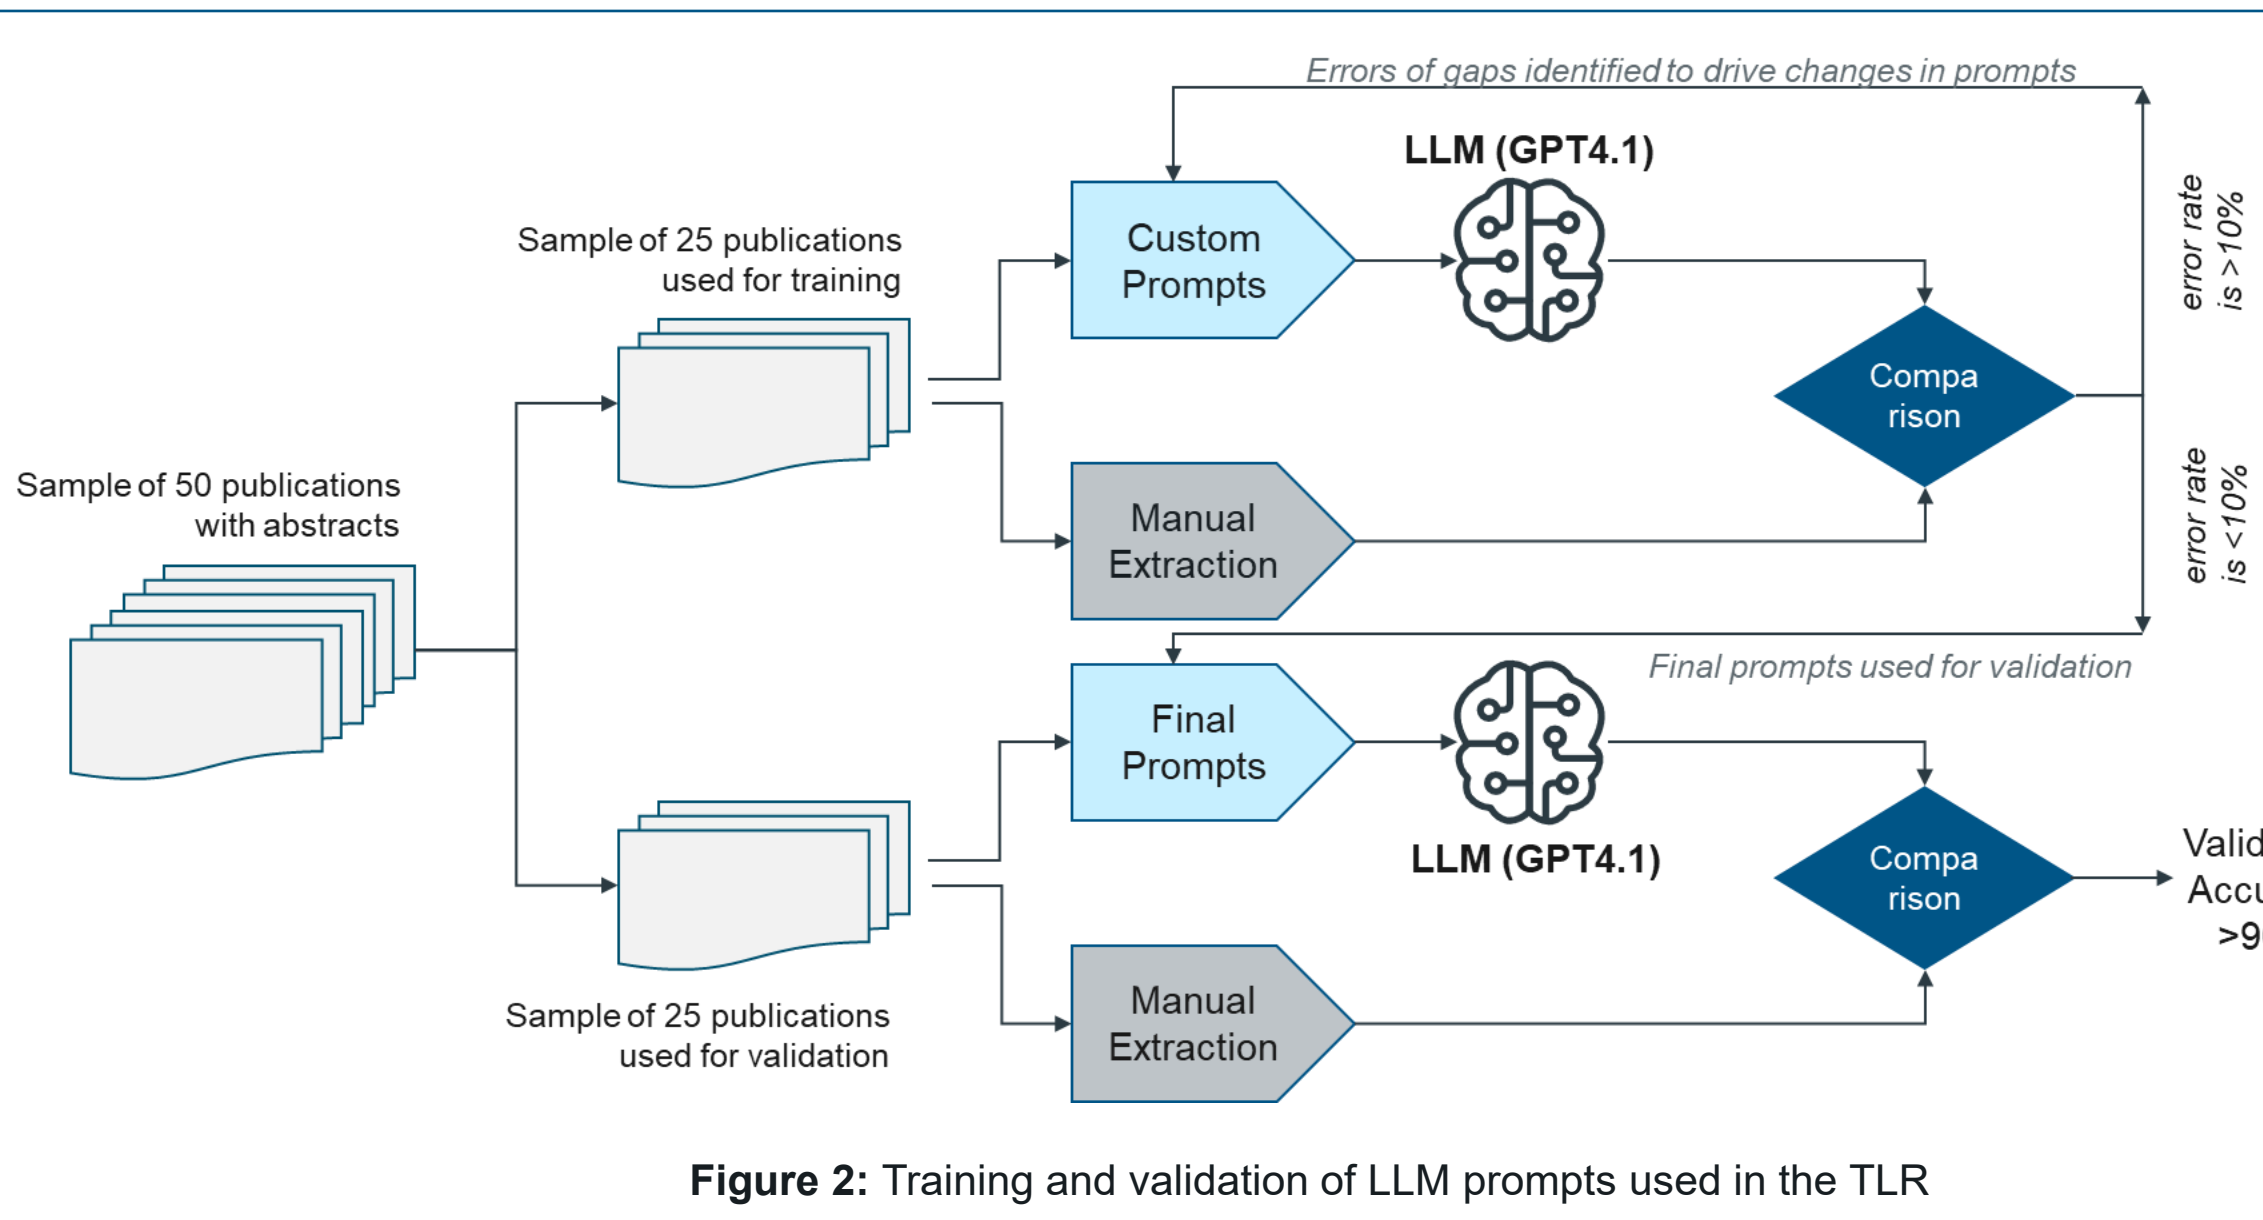 Errors of gaps identified to drive changes in prompts
LLM (GPT4.1)
error rate
is >10%
Sample of 25 publications
used for training
Custom
Prompts
Compa
rison
error rate
is <10%
Sample of 50 publications
with abstracts
Manual
Extraction
Final prompts used for validation
Final
Prompts
LLM (GPT4.1)
Compa
rison
Sample of 25 publications
used for validation
Manual
Extraction
Figure 2: Training and validation of LLM prompts used in the TLR